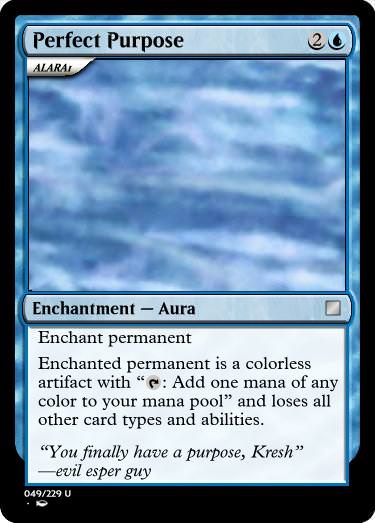 Perfect Purpose 2
ALARA1
Enchantment — Aura
Enchant permanent
Enchanted permanent is a colorless
artifact with “: Add one mana of any
color to your mana pool” and loses all
other card types and abilities.
“You finally have a purpose, Kresh”
—evil esper guy
049/229 U